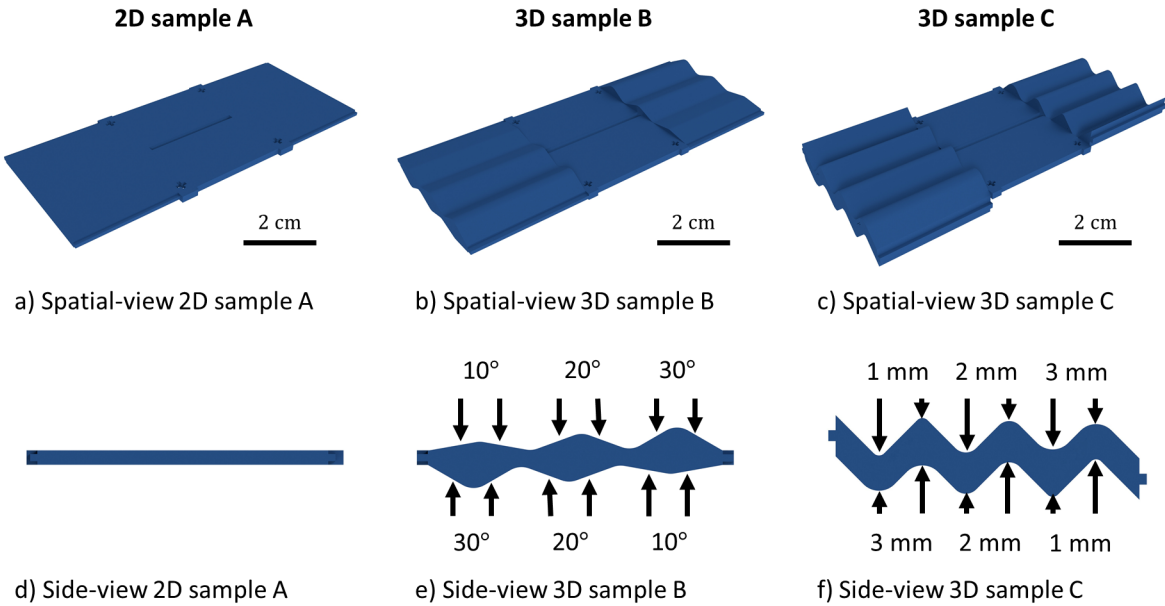 2D sample A
3D sample B
3D sample C
2 cm
2 cm
2 cm
a) Spatial-view 2D sample A
b) Spatial-view 3D sample B
c) Spatial-view 3D sample C
10° 20° 30°
30° 20° 10°
1 mm 2 mm 3 mm
3 mm 2 mm 1 mm
d) Side-view 2D sample A
e) Side-view 3D sample B
f) Side-view 3D sample C